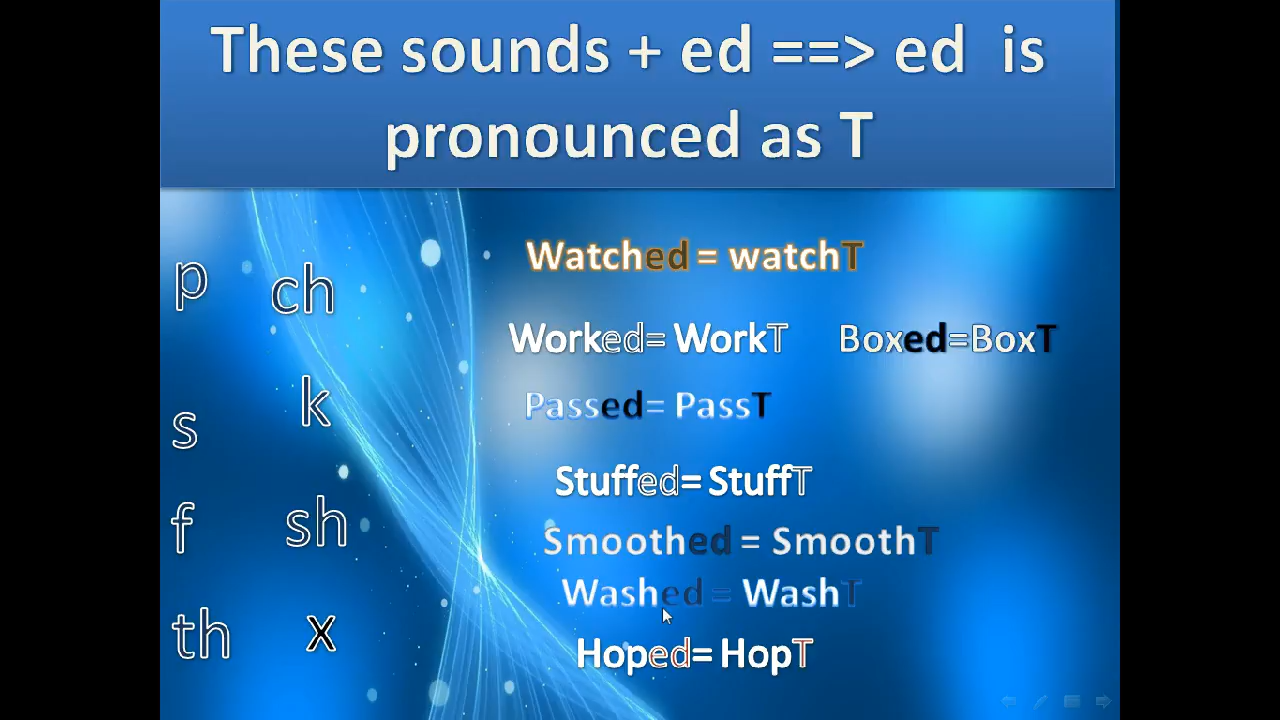 These sounds + ed ==> ed is
pronounced as T
p
ch
s
k
f
sh
th
x
Watched = watchT
Worked= WorkT
Boxed=BoxT
Passed= PassT
Stuffed= StuffT
Smoothed = SmoothT
Washed = WashT
Hoped= HopT